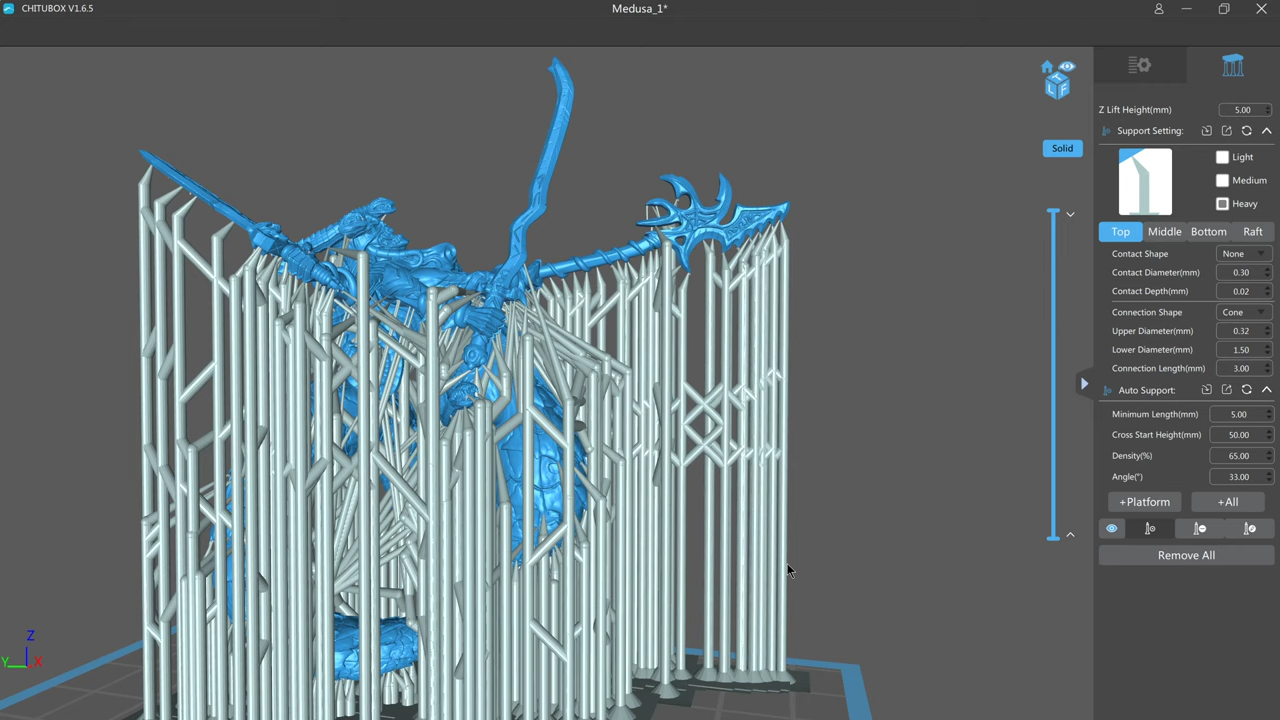 CHITUBOX V1.6.5
Medusa_1*
Z Lift Height(mm) 5.00
Support Setting:
Light
Medium
Heavy
Top Middle Bottom Raft
Contact Shape None
Contact Diameter(mm) 0.30
Contact Depth(mm) 0.02
Connection Shape Cone
Upper Diameter(mm) 0.32
Lower Diameter(mm) 1.50
Connection Length(mm) 3.00
Auto Support:
Minimum Length(mm) 5.00
Cross Start Height(mm) 50.00
Density(%) 65.00
Angle(°) 33.00
+Platform +All
Remove All
Solid
T
L F
Z
Y X